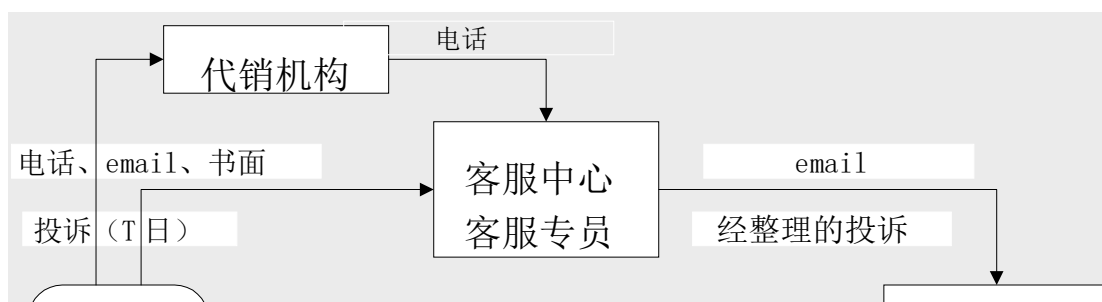 电话
代销机构
电话、email、书面
客服中心
email
投诉（T日）
客服专员
经整理的投诉